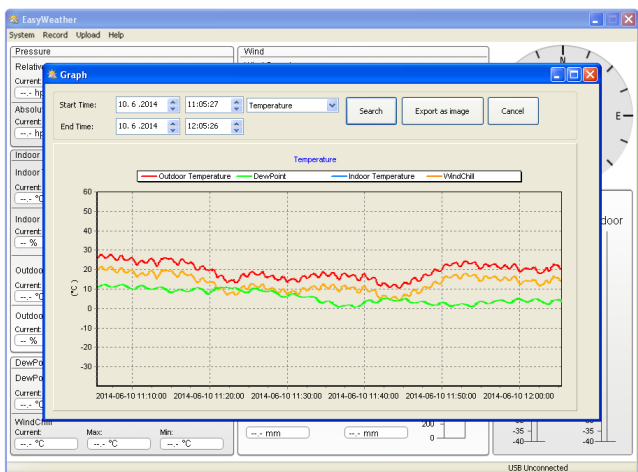 EasyWeather
System Record Upload Help
Pressure
Wind
Relative
Current:
--.- hp
Absolu
Current
--.- hp
Indoor
Indoor
Current:
--.- °C
Indoor
Current:
-- %
Outdoo
Current:
--.- °C
Outdoo
Current:
-- %
DewPo
DewPo
Current:
--.- °C
WindChill
Current: Max: Min:
--.- °C --.- °C --.- °C
N
E
door
Graph
Start Time: 10. 6 .2014 11:05:27 Temperature Search Export as image Cancel
End Time: 10. 6 .2014 12:05:26
Temperature
Outdoor Temperature DewPoint Indoor Temperature WindChill
60
50
40
30
20
(°C )
10
0
-10
-20
-30
2014-06-10 11:10:00 2014-06-10 11:20:00 2014-06-10 11:30:00 2014-06-10 11:40:00 2014-06-10 11:50:00 2014-06-10 12:00:00
--.- mm --.- mm
200
0
-35 -35
-40 -40
USB Unconnected